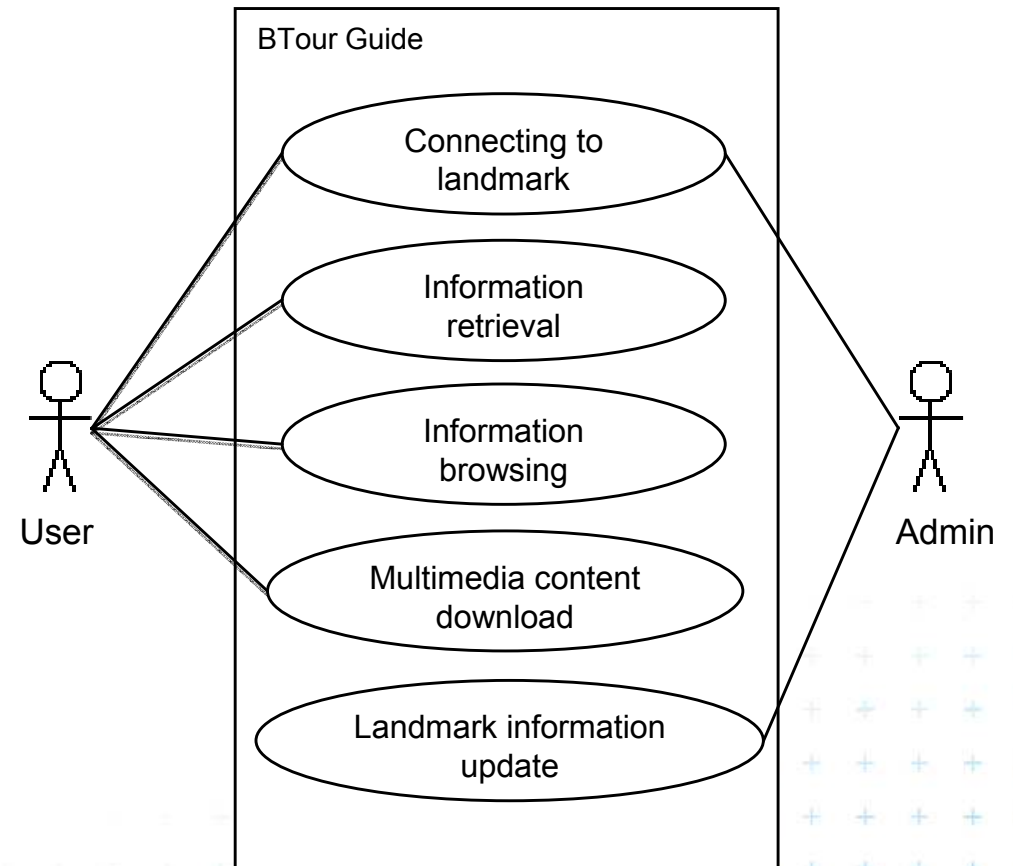 BTour Guide
Connecting to
landmark
Information
retrieval
Information
browsing
User
Admin
Multimedia content
download
Landmark information
update